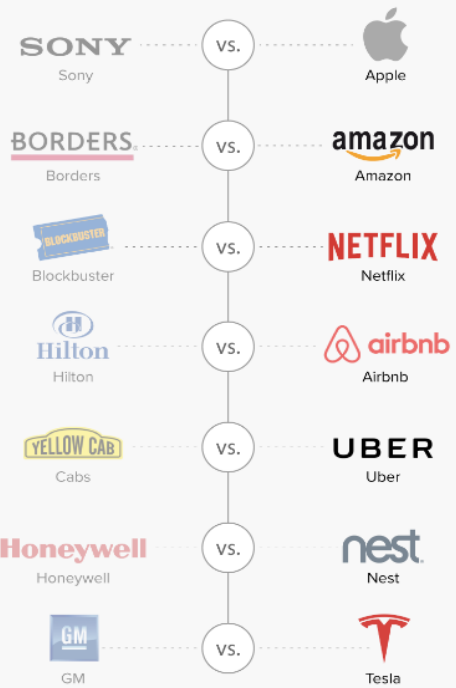 SONY vs.
Sony Apple
BORDERS. vs. amazon
Borders Amazon
BLOCKBUSTER vs. NETFLIX
Blockbuster Netflix
H
Hilton vs. airbnb
Hilton Airbnb
YELLOW CAB vs. UBER
Cabs Uber
Honeywell vs. nest.
Honeywell Nest
GM vs.
GM Tesla